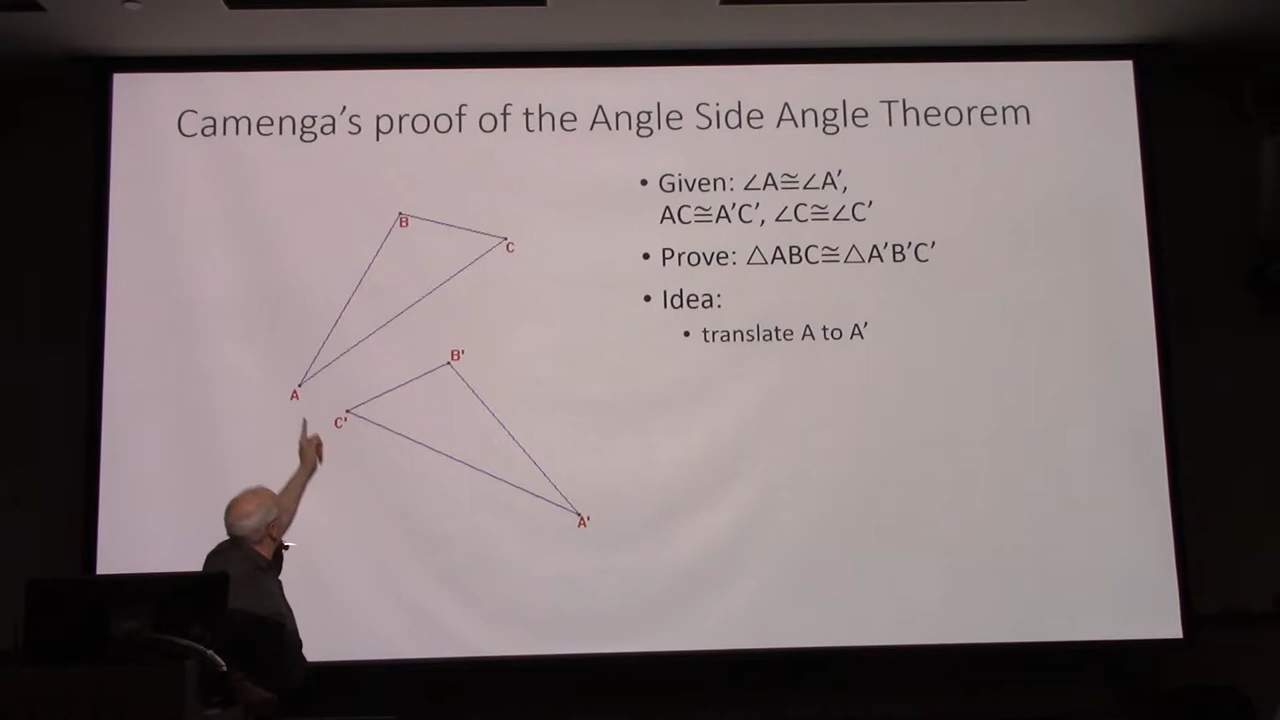 Camenga’s proof of the Angle Side Angle Theorem
• Given: ∠A≅∠A′,
AC≅A′C′, ∠C≅∠C′
• Prove: △ABC≅△A′B′C′
• Idea:
• translate A to A′
B
C
A
B'
C'
A'